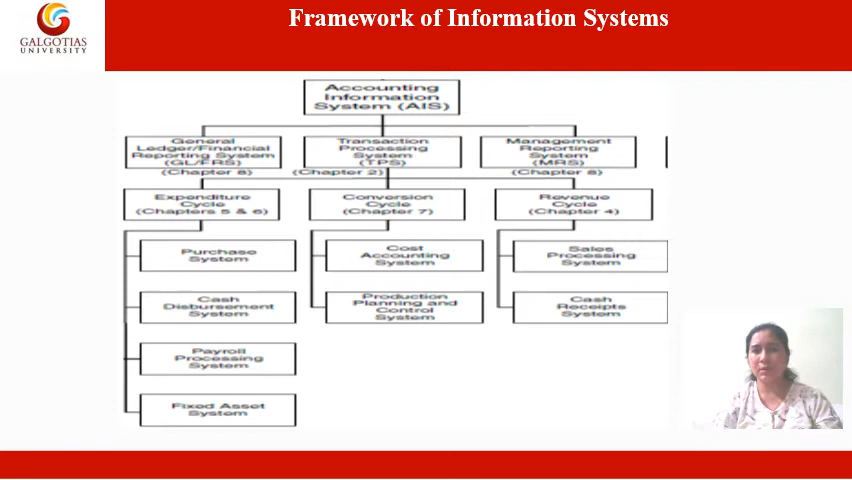 Framework of Information Systems
GALGOTIAS
UNIVERSITY
Accounting
Information
System (AIS)
General
Ledger/Financial
Reporting System
(GL/FRS)
(Chapter 8)
Transaction
Processing
System
(TPS)
(Chapter 2)
Management
Reporting
System
(MRS)
(Chapter 8)
Expenditure
Cycle
(Chapters 5 & 6)
Conversion
Cycle
(Chapter 7)
Revenue
Cycle
(Chapter 4)
Purchase
System
Cash
Disbursement
System
Payroll
Processing
System
Fixed Asset
System
Cost
Accounting
System
Production
Planning and
Control
System
Sales
Processing
System
Cash
Receipts
System